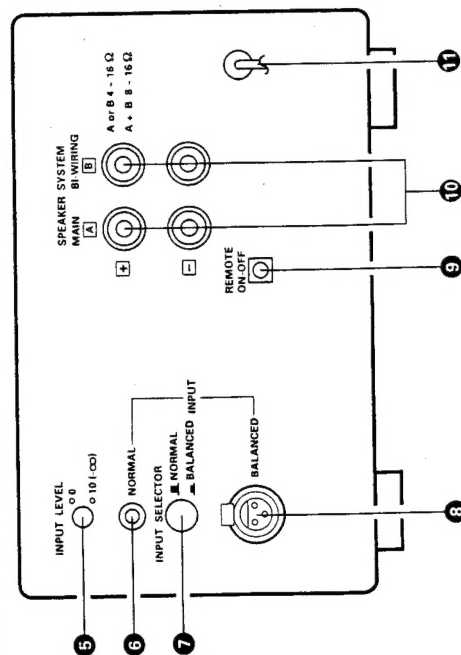 INPUT LEVEL
0
10 (-∞)
NORMAL
INPUT
INPUT SELECTOR
NORMAL
BALANCED
BALANCED
SPEAKER SYSTEM
MAIN BI-WIRING
A B
A or B 4 - 16 Ω
A + B 8 - 16 Ω
+
-
REMOTE
ON-OFF
5
6
7
8
9
10
11